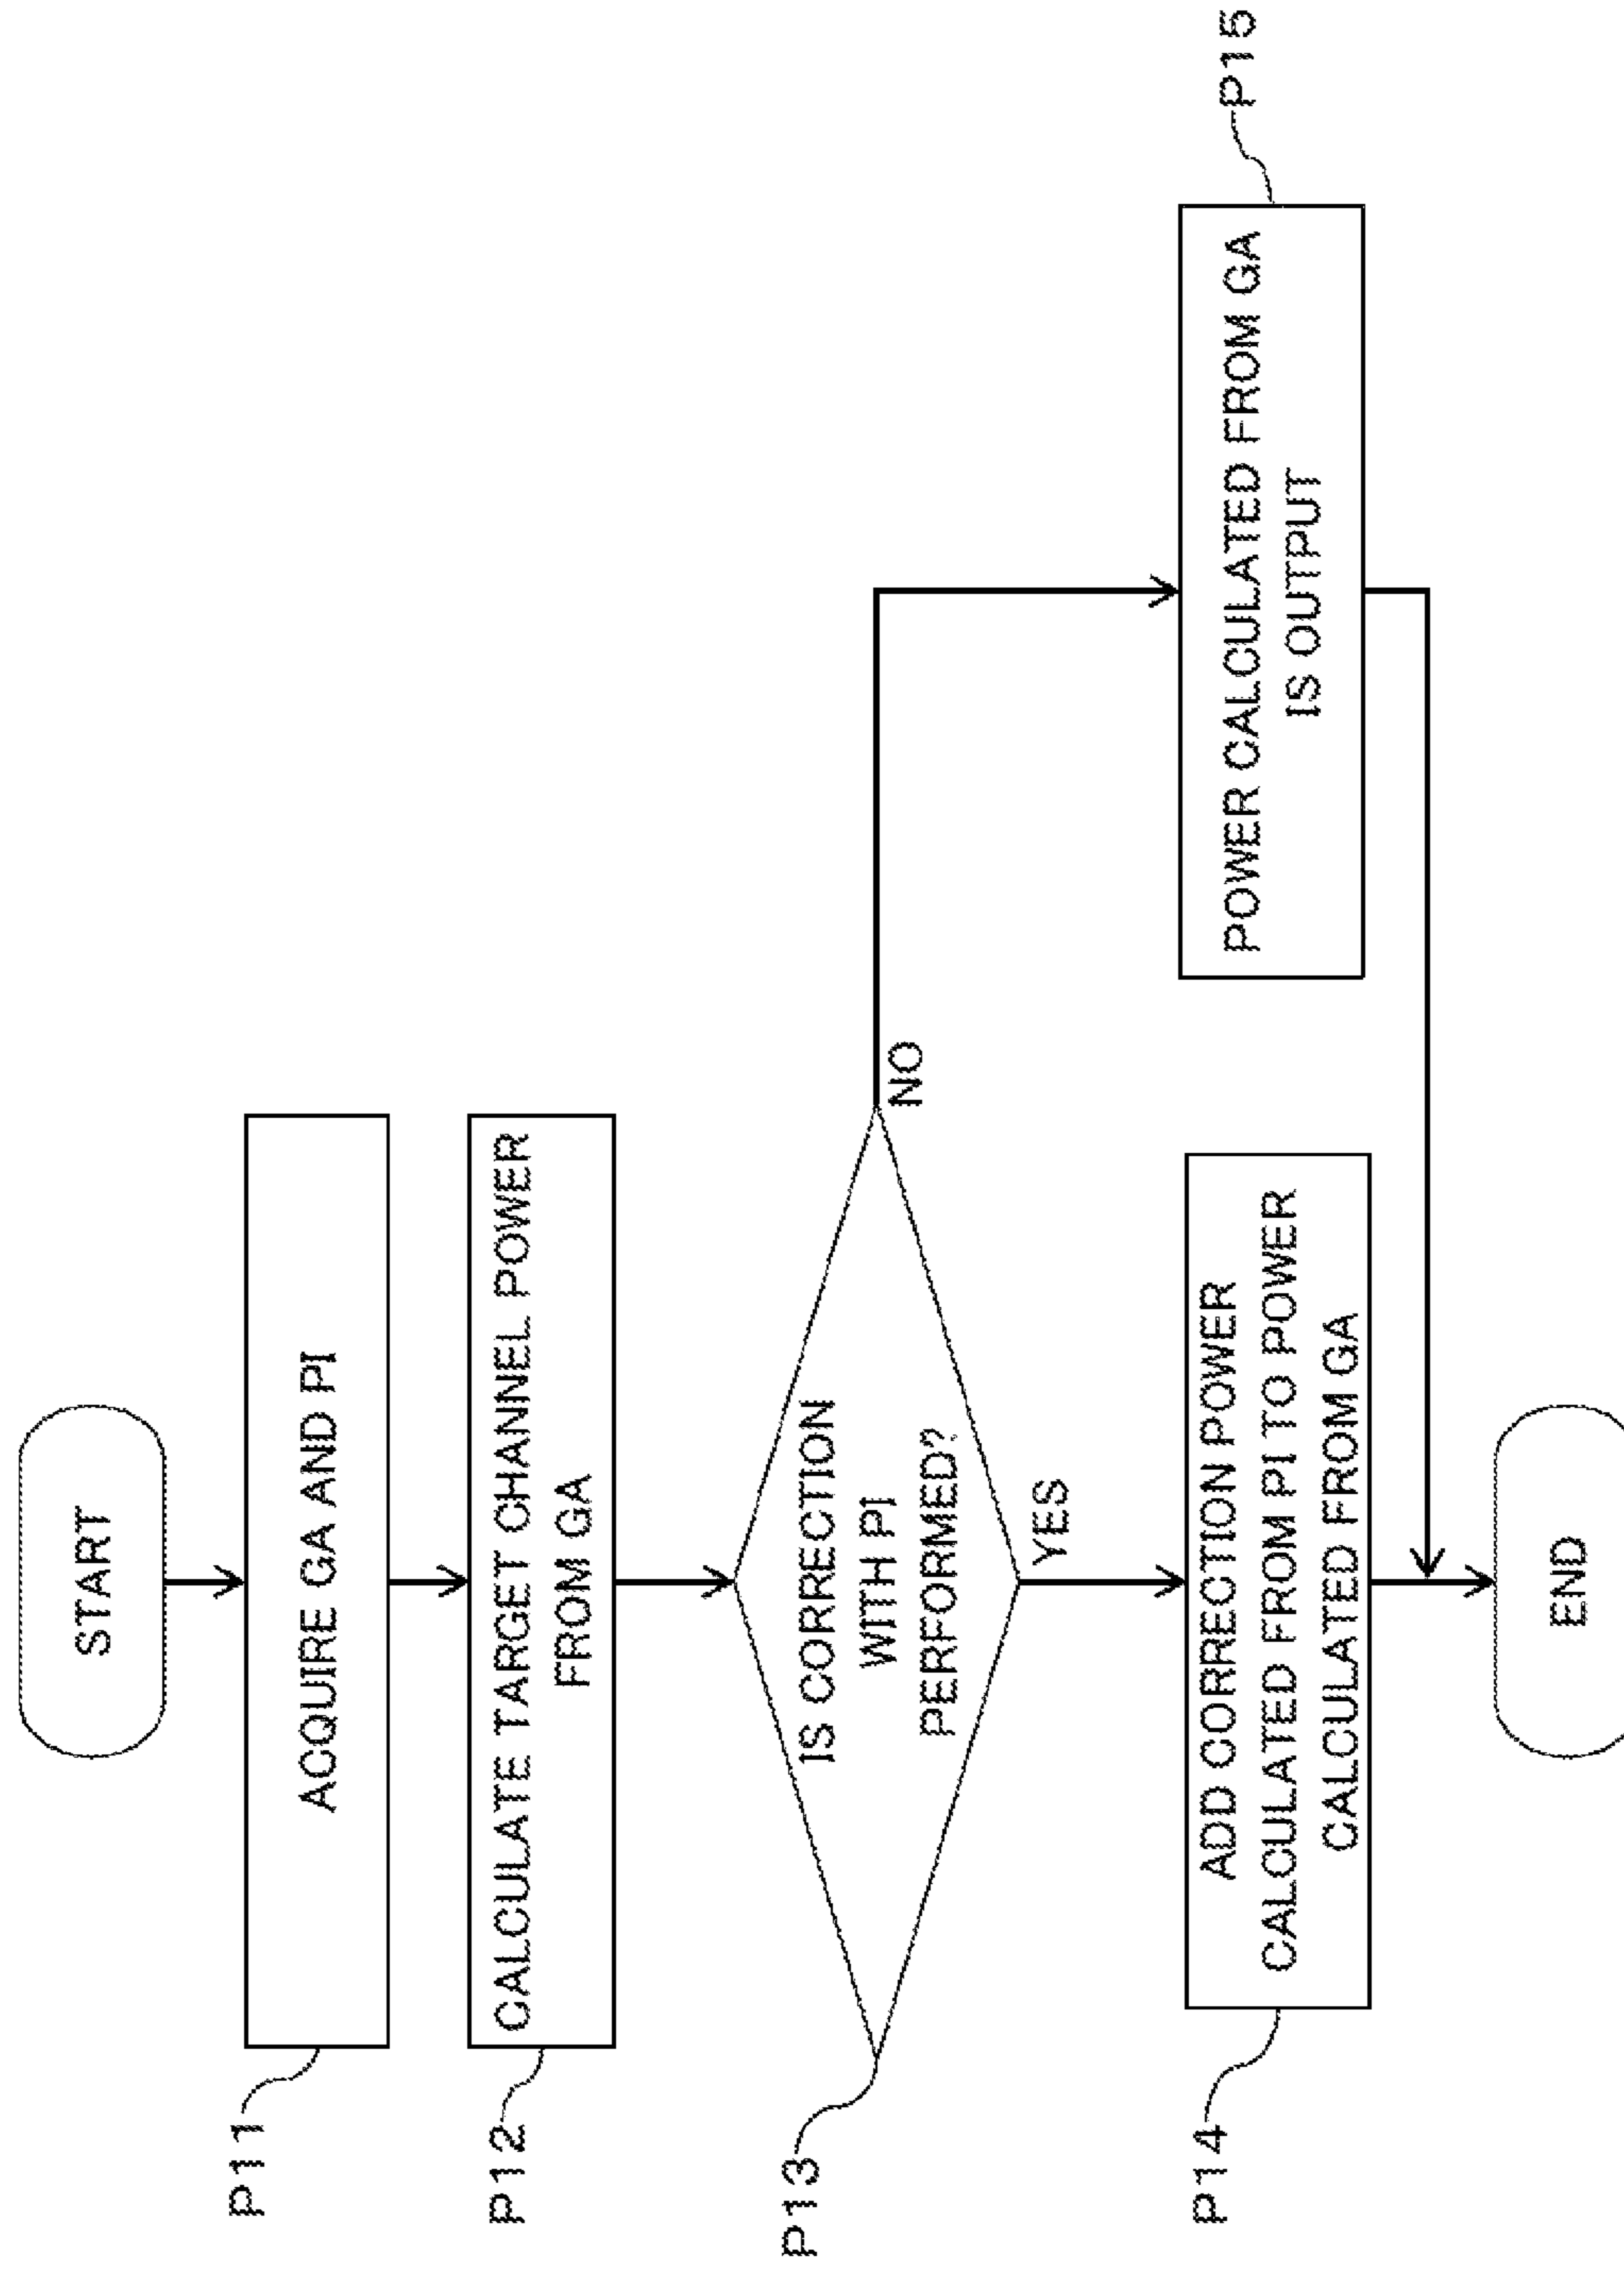 START
P11
ACQUIRE GA AND PI
P12
CALCULATE TARGET CHANNEL POWER
FROM GA
P13
IS CORRECTION
WITH PI
PERFORMED?
NO
YES
P14
ADD CORRECTION POWER
CALCULATED FROM PI TO POWER
CALCULATED FROM GA
P15
POWER CALCULATED FROM GA
IS OUTPUT
END